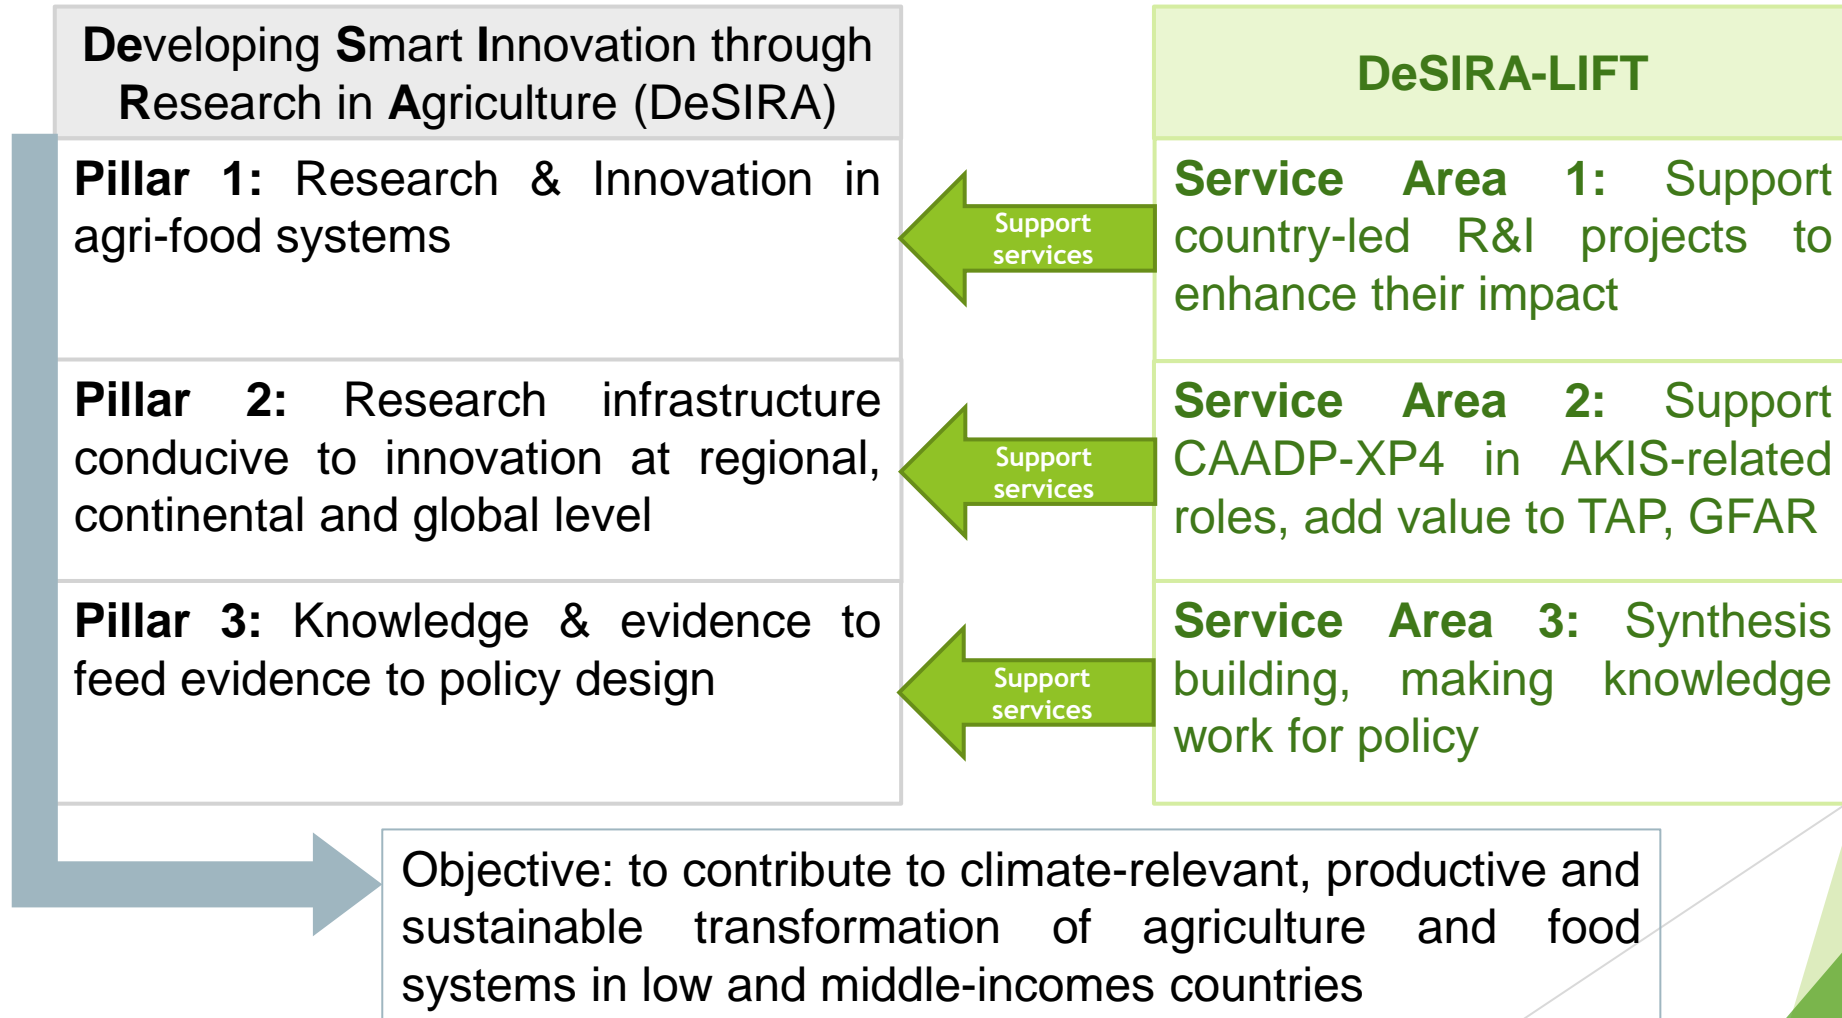 Developing Smart Innovation through
Research in Agriculture (DeSIRA)
Pillar 1: Research & Innovation in
agri-food systems
Pillar 2: Research infrastructure
conducive to innovation at regional,
continental and global level
Pillar 3: Knowledge & evidence to
feed evidence to policy design
Support
services
Support
services
Support
services
DeSIRA-LIFT
Service Area 1: Support
country-led R&I projects to
enhance their impact
Service Area 2: Support
CAADP-XP4 in AKIS-related
roles, add value to TAP, GFAR
Service Area 3: Synthesis
building, making knowledge
work for policy
Objective: to contribute to climate-relevant, productive and
sustainable transformation of agriculture and food
systems in low and middle-incomes countries